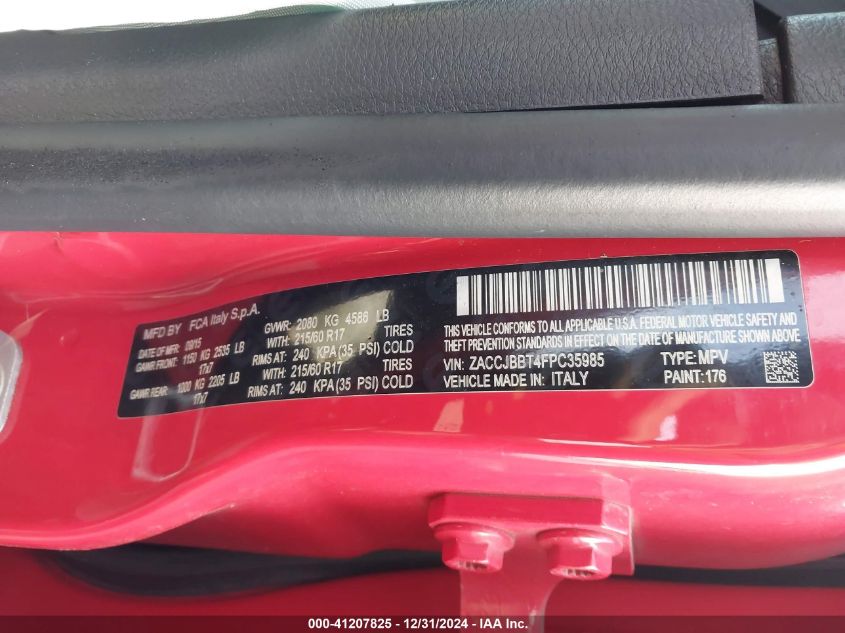 MFD BY FCA Italy S.p.A.
DATE OF MFR 09/15 GVWR: 2080 KG 4586 LB
GAWR FRONT: 1150 KG 2535 LB WITH: 215/60 R17 TIRES
17x7 RIMS AT: 240 KPA (35 PSI) COLD
GAWR REAR: 1000 KG 2205 LB WITH: 215/60 R17 TIRES
17x7 RIMS AT: 240 KPA (35 PSI) COLD
THIS VEHICLE CONFORMS TO ALL APPLICABLE U.S.A. FEDERAL MOTOR VEHICLE SAFETY AND
THEFT PREVENTION STANDARDS IN EFFECT ON THE DATE OF MANUFACTURE SHOWN ABOVE
VIN: ZACCJBBT4FPC35985 TYPE: MPV
VEHICLE MADE IN: ITALY PAINT: 176
000-41207825 - 12/31/2024 - IAA Inc.